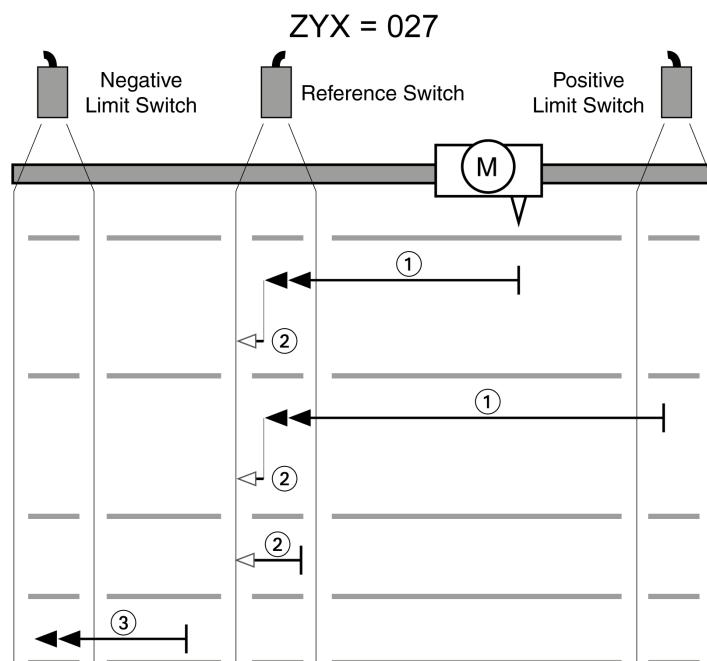 ZYX = 027
Negative
Limit Switch
Reference Switch
Positive
Limit Switch
M
1
2
1
2
2
3